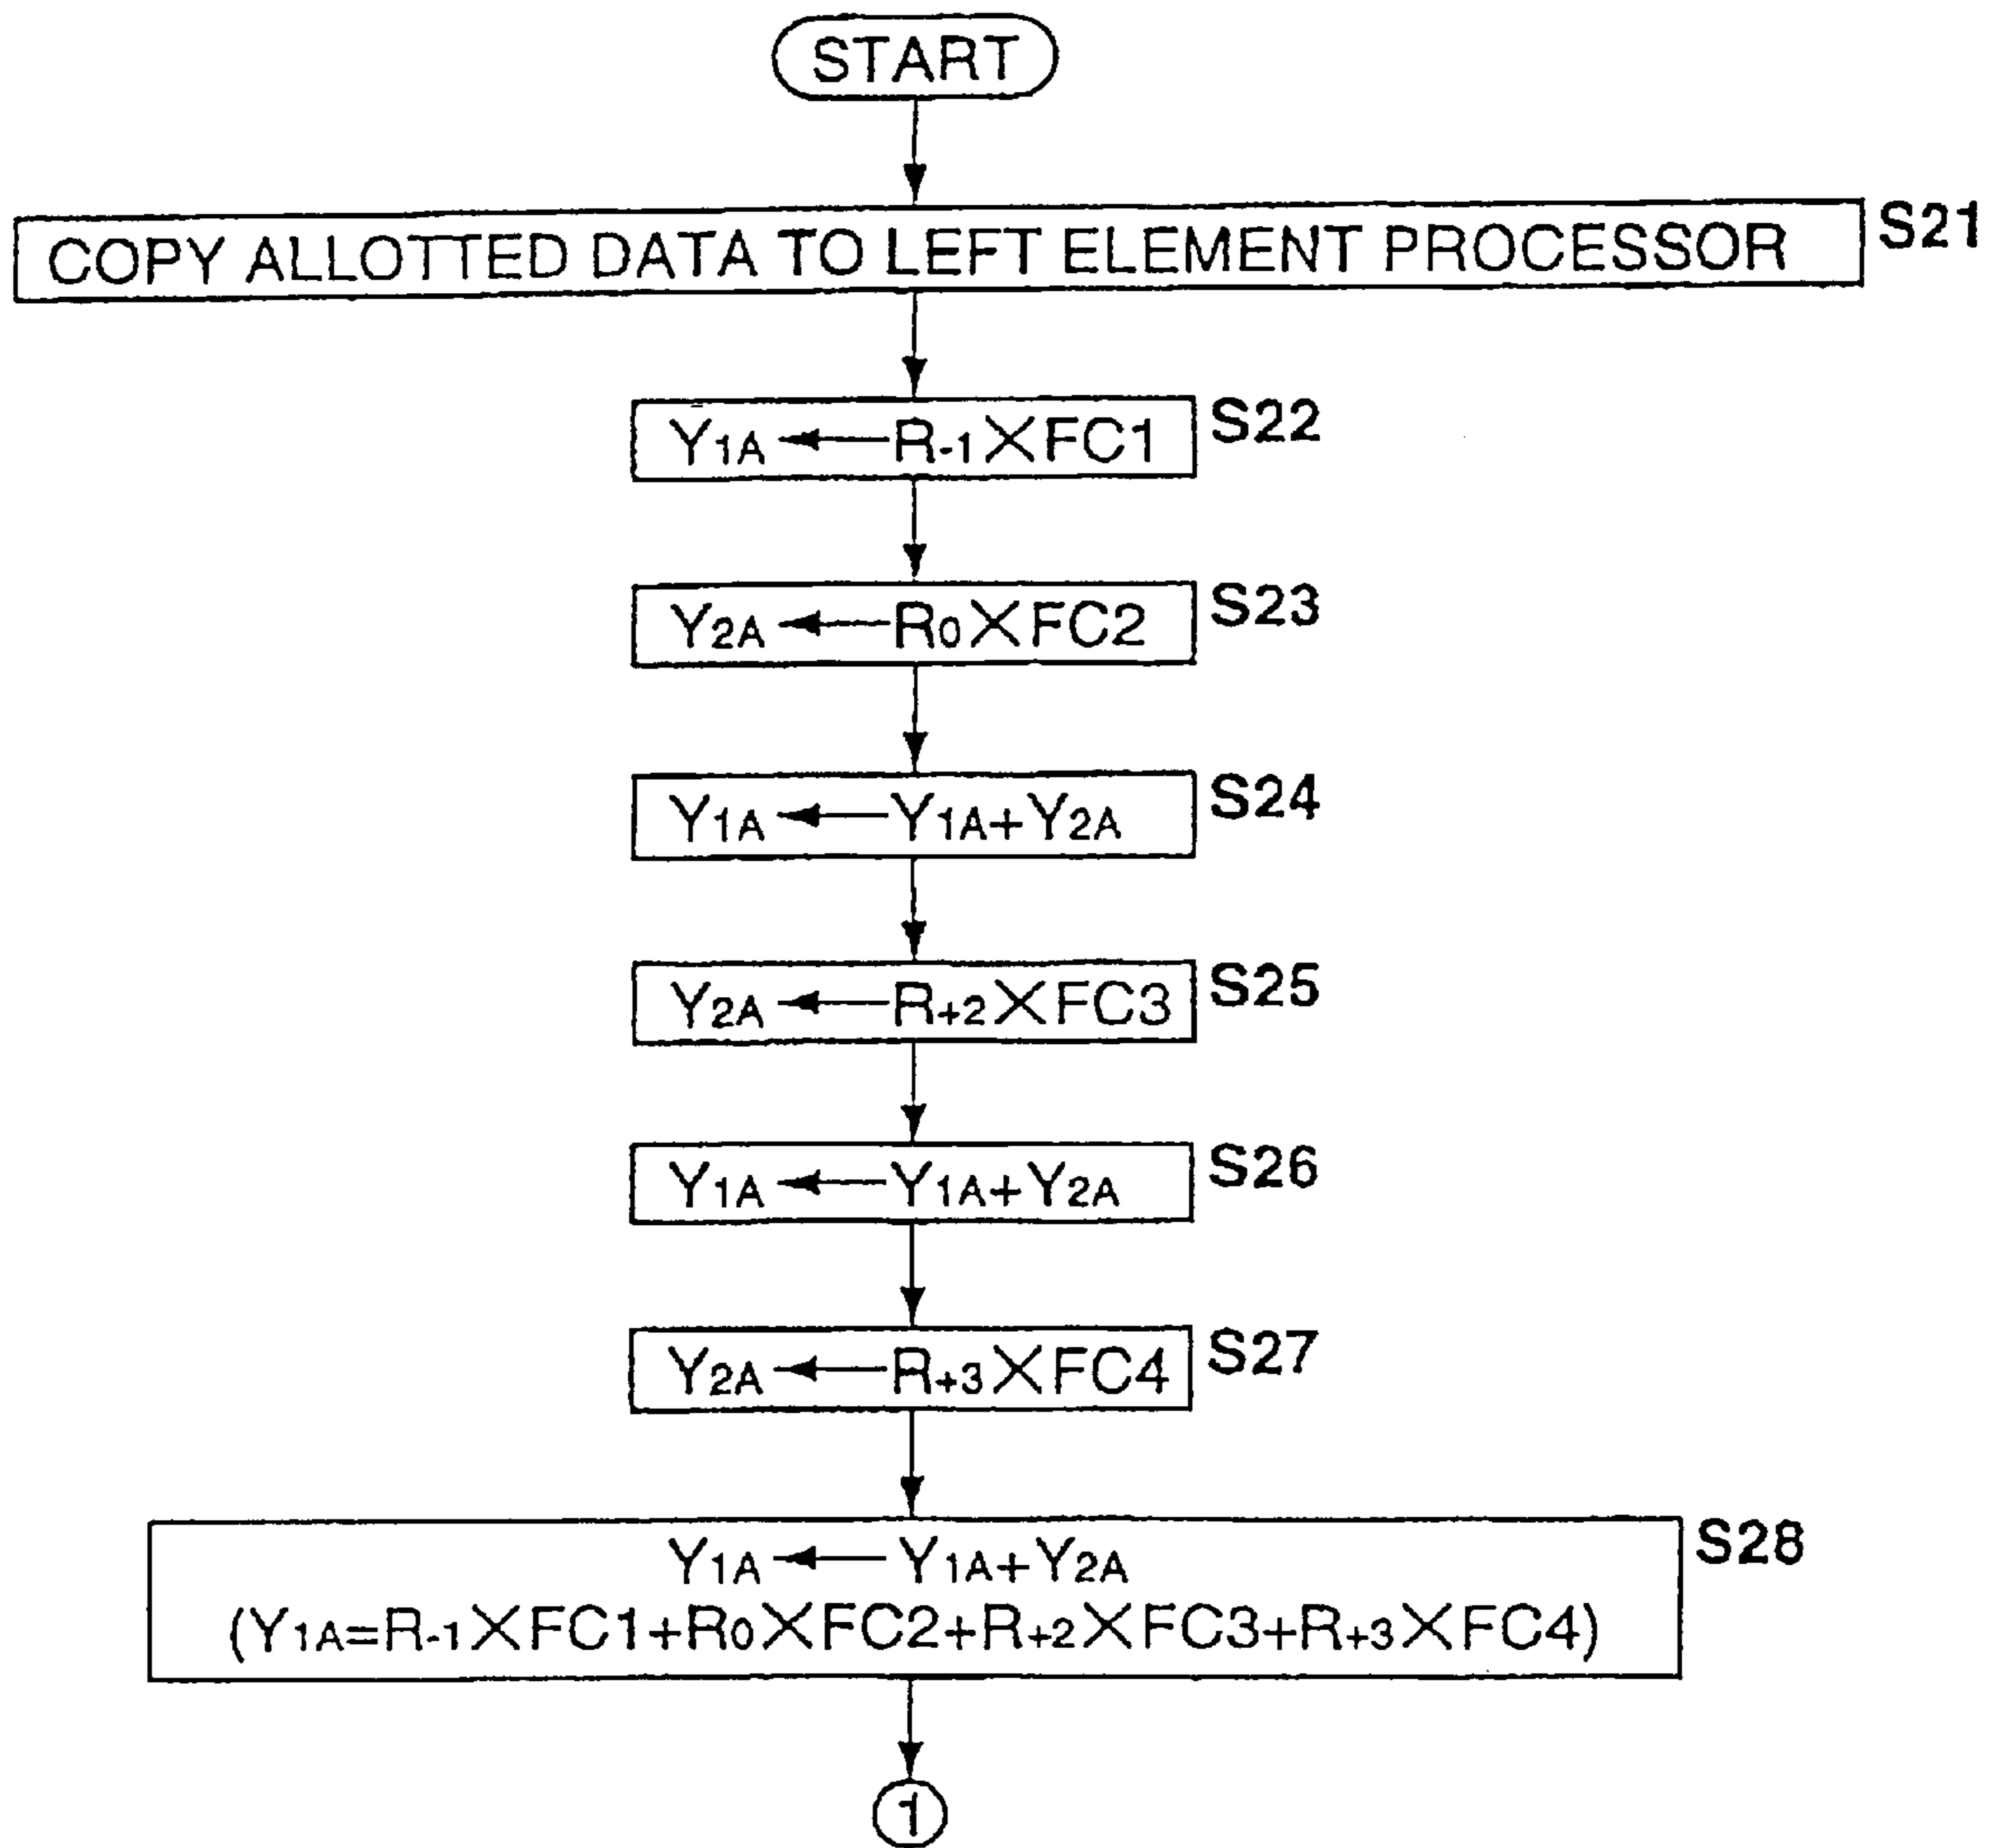 START
COPY ALLOTTED DATA TO LEFT ELEMENT PROCESSOR S21
Y1A ← R-1×FC1 S22
Y2A ← R0×FC2 S23
Y1A ← Y1A+Y2A S24
Y2A ← R+2×FC3 S25
Y1A ← Y1A+Y2A S26
Y2A ← R+3×FC4 S27
Y1A ← Y1A+Y2A S28
(Y1A=R-1×FC1+R0×FC2+R+2×FC3+R+3×FC4)
1